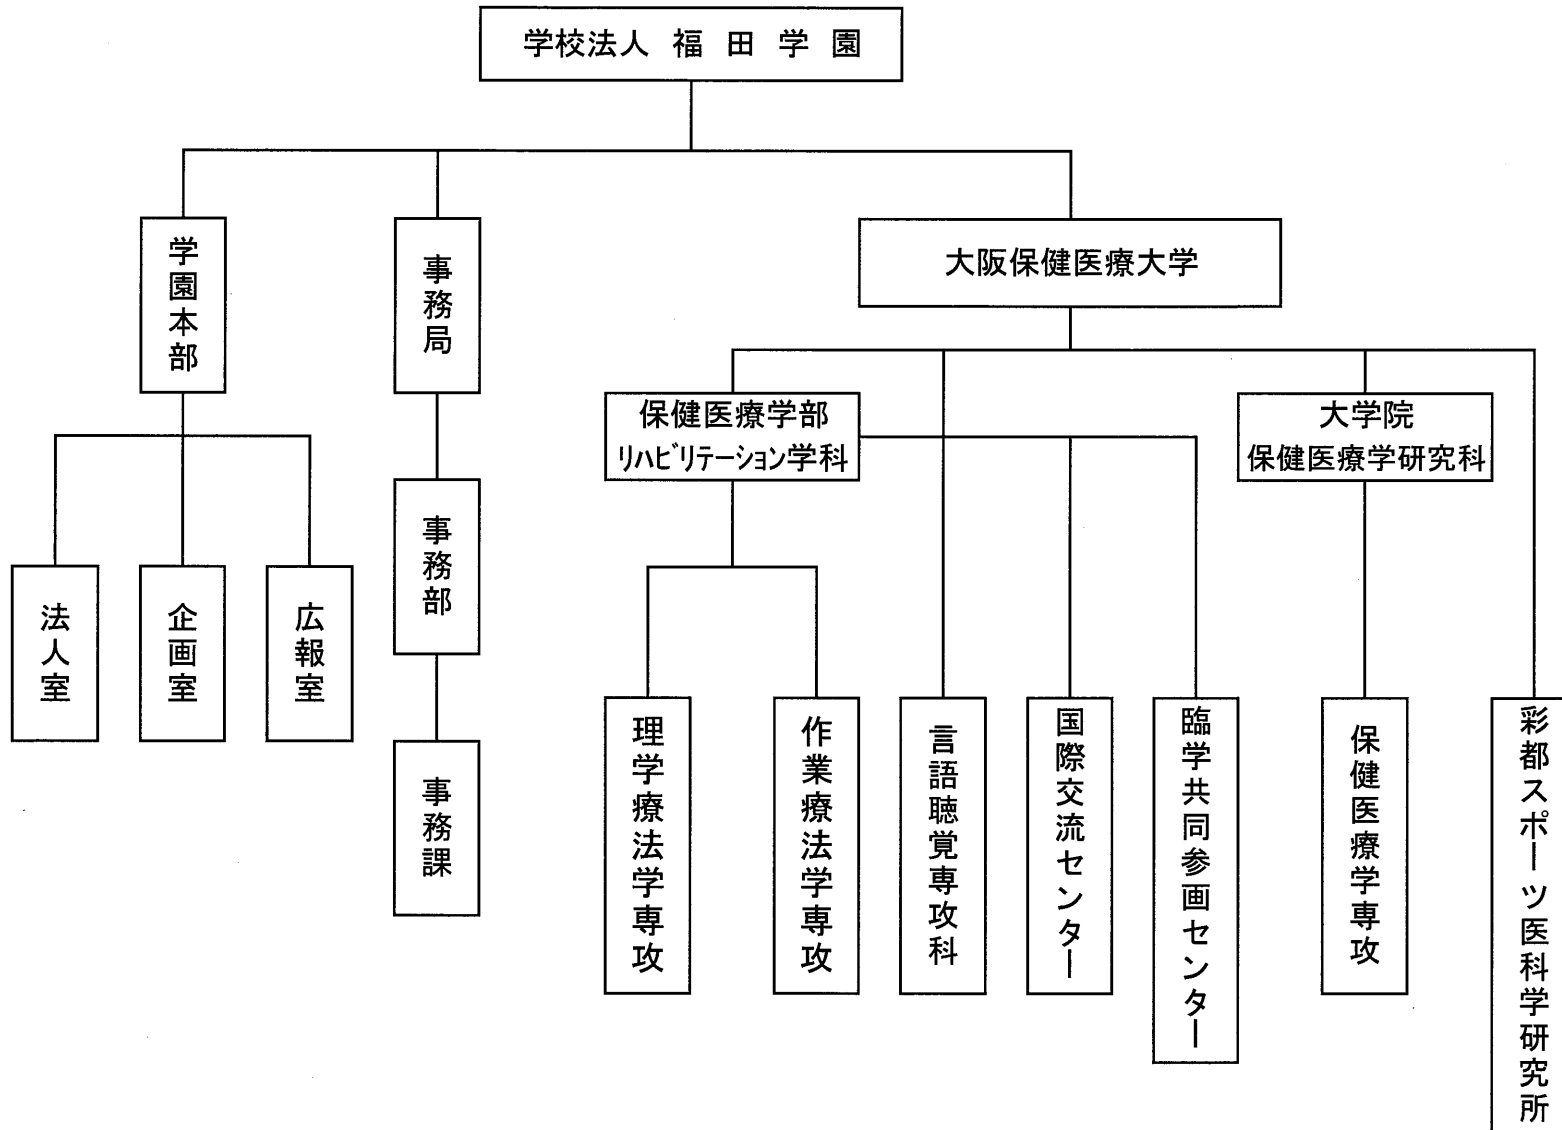 学校法人 福 田 学 園
学園本部
事務局
大阪保健医療大学
保健医療学部
リハビリテーション学科
大学院
保健医療学研究科
法人室
企画室
広報室
事務部
事務課
理学療法学専攻
作業療法学専攻
言語聴覚専攻科
国際交流センター
臨学共同参画センター
保健医療学専攻
彩都スポーツ医科学研究所